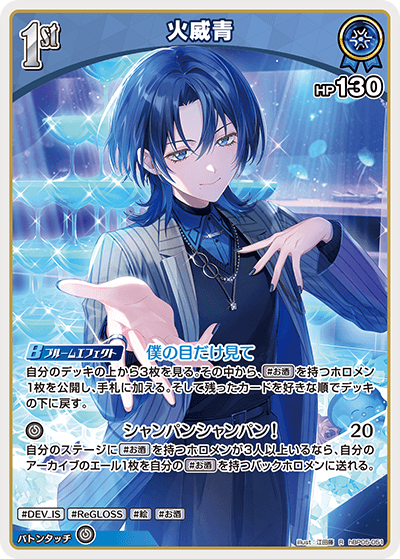 1st
火威青
HP130
Bブルームエフェクト 僕の目だけ見て
自分のデッキの上から3枚を見る。その中から、#お酒を持つホロメン
1枚を公開し、手札に加える。そして残ったカードを好きな順でデッキ
の下に戻す。
シャンパンシャンパン! 20
自分のステージに#お酒を持つホロメンが3人以上いるなら、自分の
アーカイブのエール1枚を自分の#お酒を持つバックホロメンに送れる。
#DEV_IS #ReGLOSS #絵 #お酒
バトンタッチ
illust:江田陣 R hBP05-051